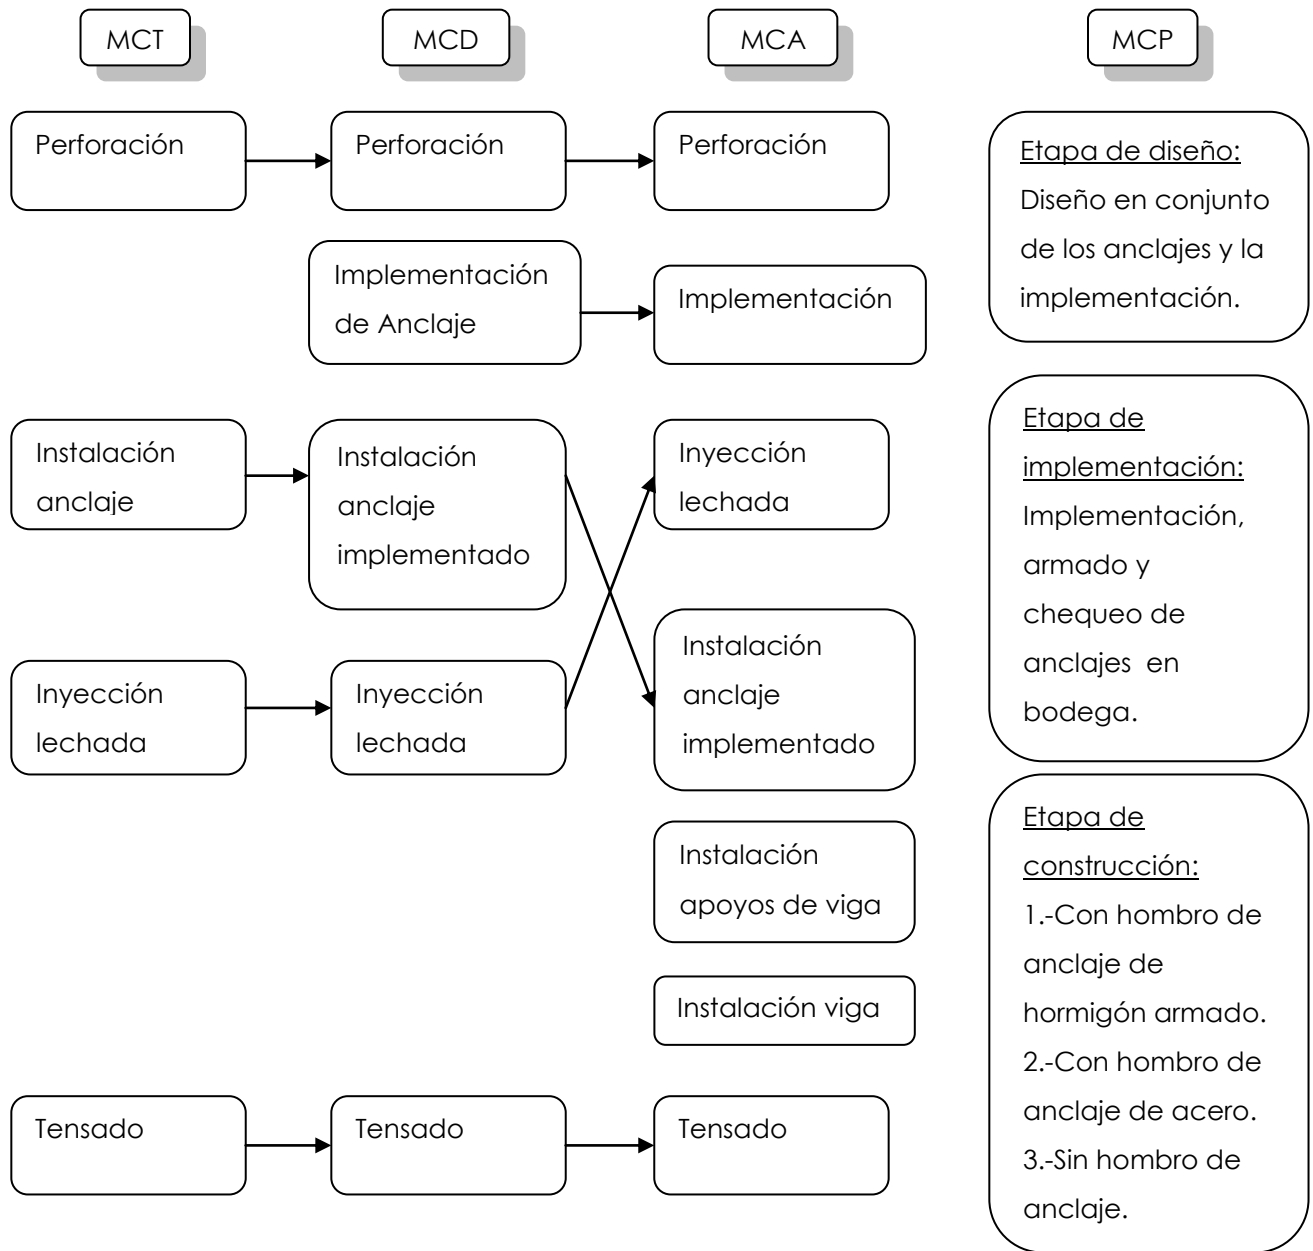 MCT
MCD
MCA
MCP
Perforación
Perforación
Perforación
Etapa de diseño:
Diseño en conjunto
de los anclajes y la
implementación.
Implementación
de Anclaje
Implementación
Instalación
anclaje
Instalación
anclaje
implementado
Inyección
lechada
Etapa de
implementación:
Implementación,
armado y
chequeo de
anclajes en
bodega.
Inyección
lechada
Inyección
lechada
Instalación
anclaje
implementado
Instalación
apoyos de viga
Instalación viga
Etapa de
construcción:
1.-Con hombro de
anclaje de
hormigón armado.
2.-Con hombro de
anclaje de acero.
3.-Sin hombro de
anclaje.
Tensado
Tensado
Tensado